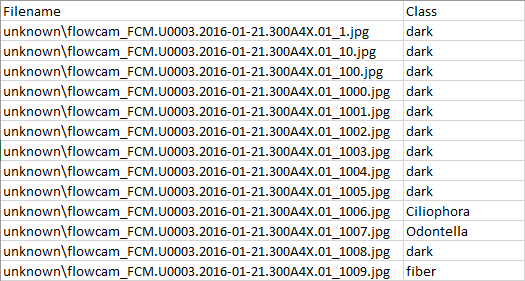 Filename Class
unknown\flowcam_FCM.U0003.2016-01-21.300A4X.01_1.jpg dark
unknown\flowcam_FCM.U0003.2016-01-21.300A4X.01_10.jpg dark
unknown\flowcam_FCM.U0003.2016-01-21.300A4X.01_100.jpg dark
unknown\flowcam_FCM.U0003.2016-01-21.300A4X.01_1000.jpg dark
unknown\flowcam_FCM.U0003.2016-01-21.300A4X.01_1001.jpg dark
unknown\flowcam_FCM.U0003.2016-01-21.300A4X.01_1002.jpg dark
unknown\flowcam_FCM.U0003.2016-01-21.300A4X.01_1003.jpg dark
unknown\flowcam_FCM.U0003.2016-01-21.300A4X.01_1004.jpg dark
unknown\flowcam_FCM.U0003.2016-01-21.300A4X.01_1005.jpg dark
unknown\flowcam_FCM.U0003.2016-01-21.300A4X.01_1006.jpg Ciliophora
unknown\flowcam_FCM.U0003.2016-01-21.300A4X.01_1007.jpg Odontella
unknown\flowcam_FCM.U0003.2016-01-21.300A4X.01_1008.jpg dark
unknown\flowcam_FCM.U0003.2016-01-21.300A4X.01_1009.jpg fiber